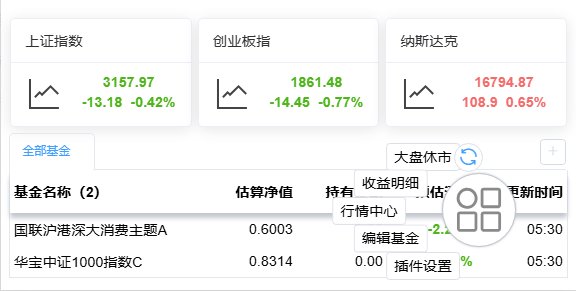 上证指数 创业板指 纳斯达克
3157.97 1861.48 16794.87
-13.18 -0.42% -14.45 -0.77% 108.9 0.65%
全部基金 大盘休市 +
收益明细
基金名称（2） 估算净值 持有 估 更新时间
行情中心
国联沪港深大消费主题A 0.6003 -2.2 05:30
编辑基金
华宝中证1000指数C 0.8314 0.00 % 05:30
插件设置